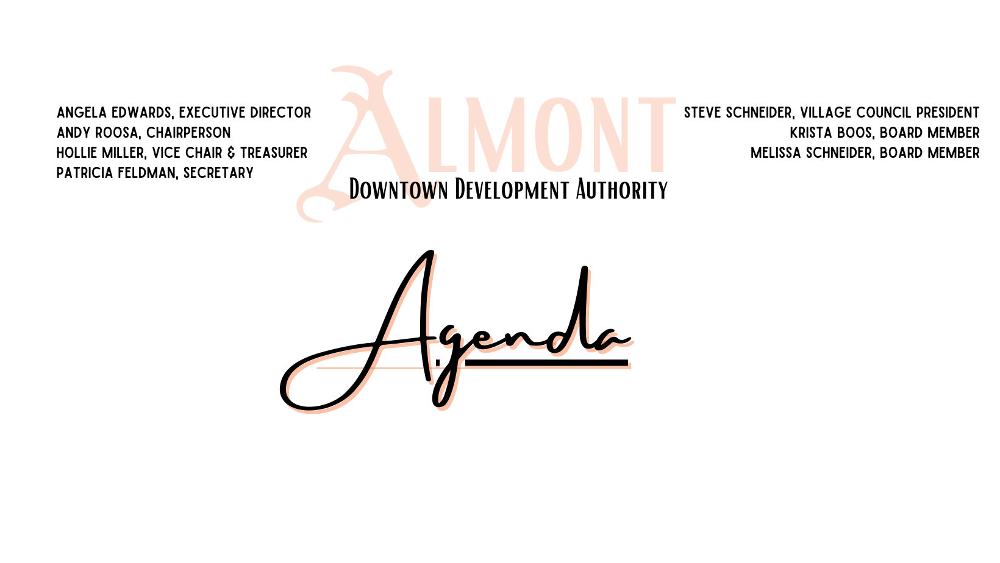 ANGELA EDWARDS, EXECUTIVE DIRECTOR
ANDY ROOSA, CHAIRPERSON
HOLLIE MILLER, VICE CHAIR & TREASURER
PATRICIA FELDMAN, SECRETARY
ALMONT
DOWNTOWN DEVELOPMENT AUTHORITY
STEVE SCHNEIDER, VILLAGE COUNCIL PRESIDENT
KRISTA BOOS, BOARD MEMBER
MELISSA SCHNEIDER, BOARD MEMBER
Agenda